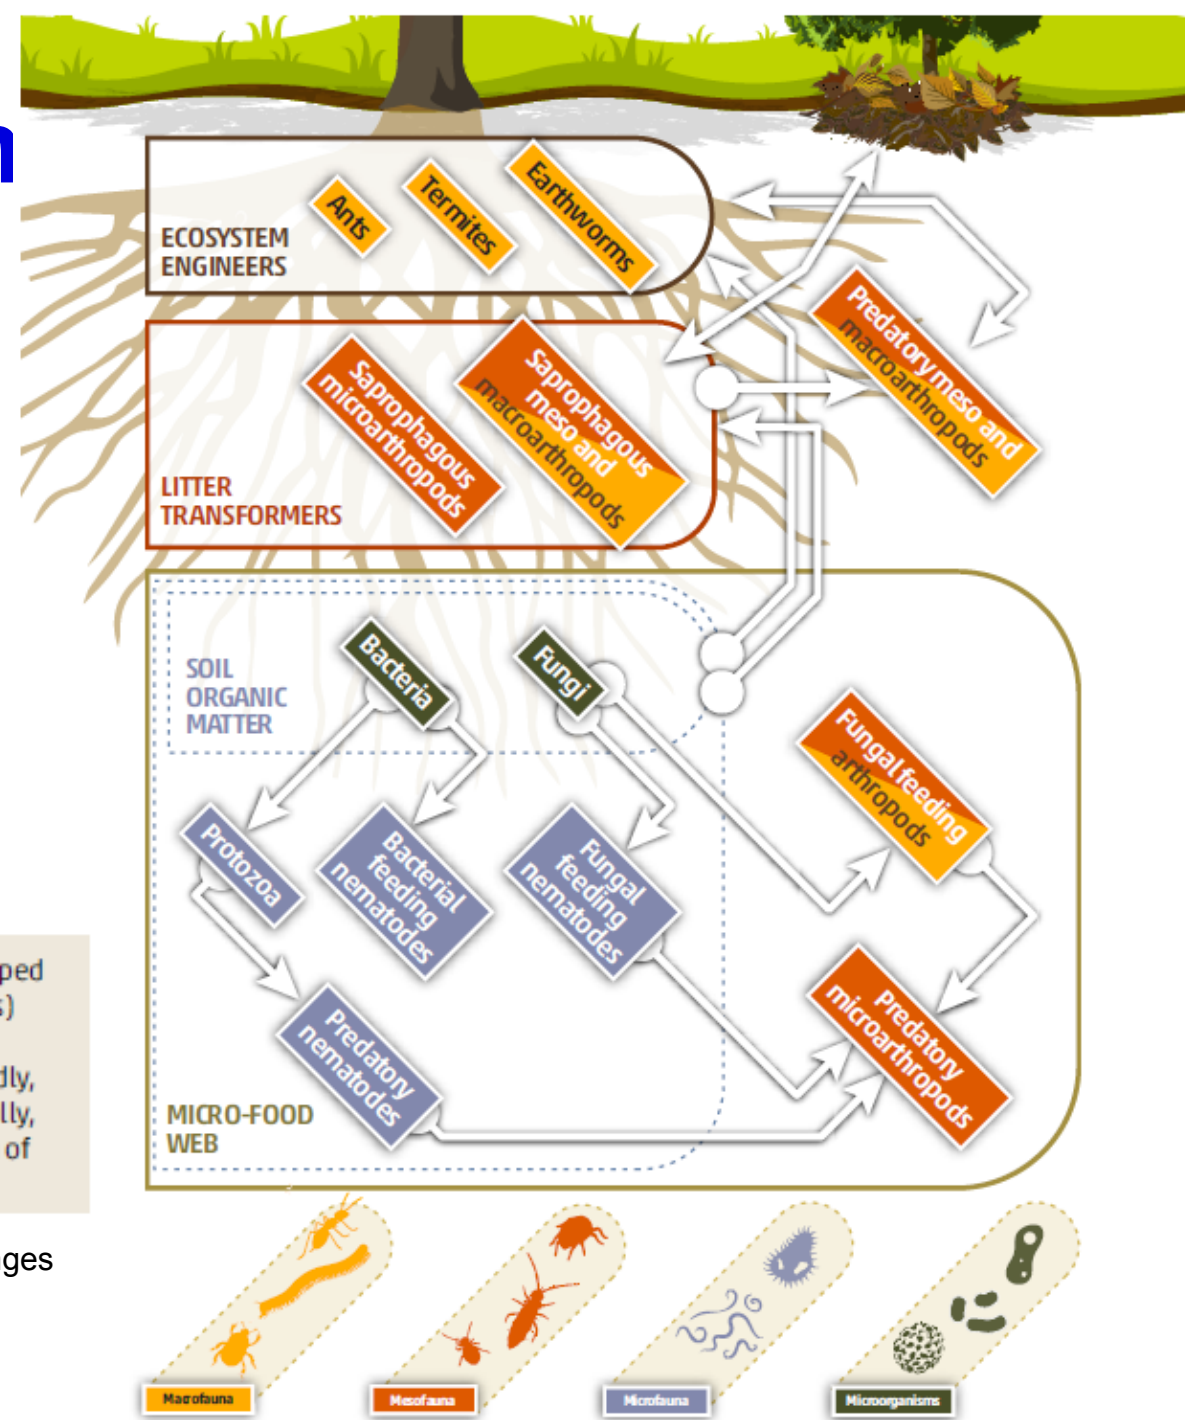 n
Ants
Termites
Earthworms
ECOSYSTEM
ENGINEERS
Predatory meso and
macroarthropods
Saprophagous
microarthropods
Saprophagous
meso and
macroarthropods
LITTER
TRANSFORMERS
Bacteria
Fungi
SOIL
ORGANIC
MATTER
Fungal feeding
arthropods
Protozoa
Bacterial
feeding
nematodes
Fungal
feeding
nematodes
Predatory
microarthropods
Predatory
nematodes
MICRO-FOOD
WEB
ped
s)
dly,
lly,
of
nges
Macrofauna
Mesofauna
Microfauna
Microorganisms